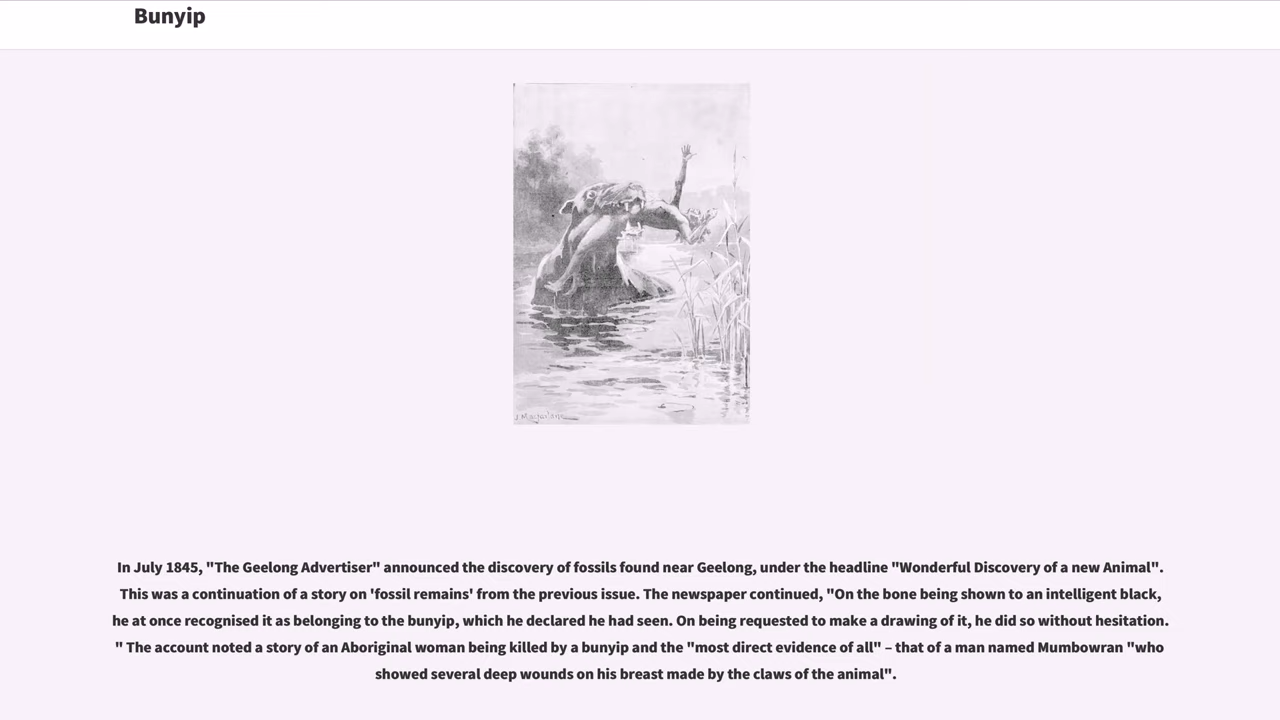 Bunyip
J Macfarlane
In July 1845, "The Geelong Advertiser" announced the discovery of fossils found near Geelong, under the headline "Wonderful Discovery of a new Animal".
This was a continuation of a story on 'fossil remains' from the previous issue. The newspaper continued, "On the bone being shown to an intelligent black,
he at once recognised it as belonging to the bunyip, which he declared he had seen. On being requested to make a drawing of it, he did so without hesitation.
" The account noted a story of an Aboriginal woman being killed by a bunyip and the "most direct evidence of all" – that of a man named Mumbowran "who
showed several deep wounds on his breast made by the claws of the animal".